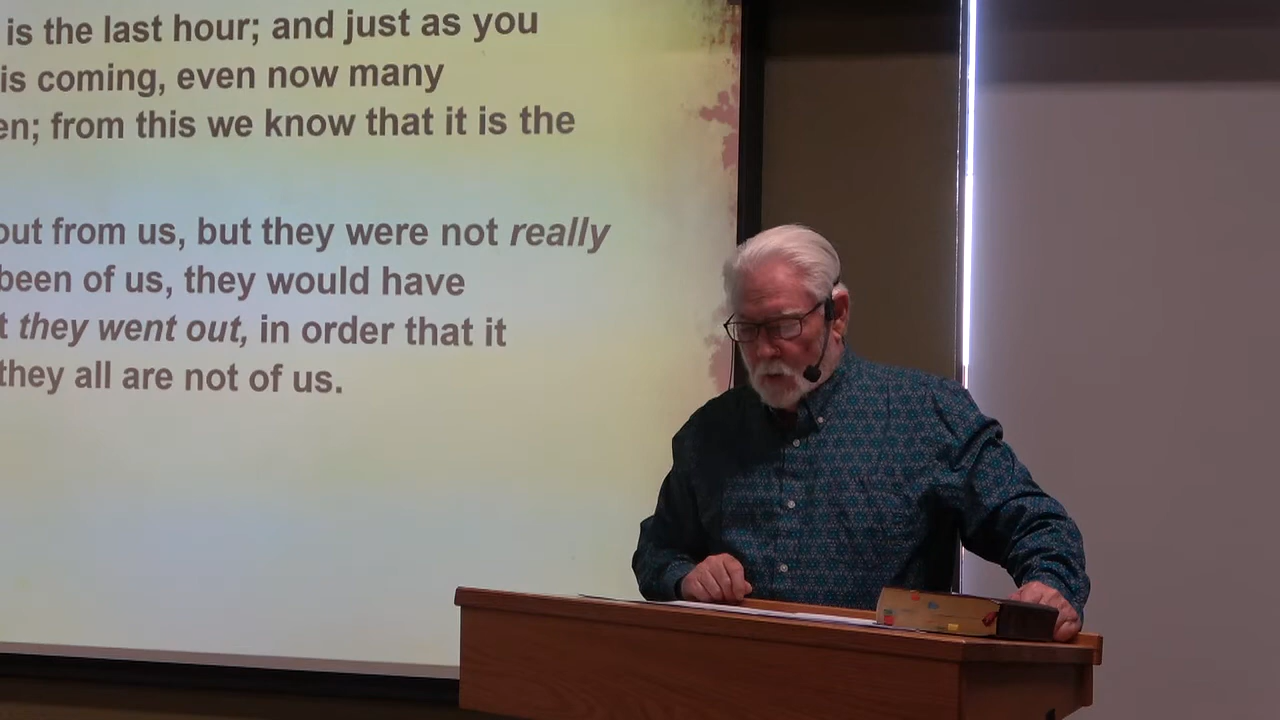 is the last hour; and just as you
is coming, even now many
en; from this we know that it is the
out from us, but they were not really
been of us, they would have
t they went out, in order that it
they all are not of us.